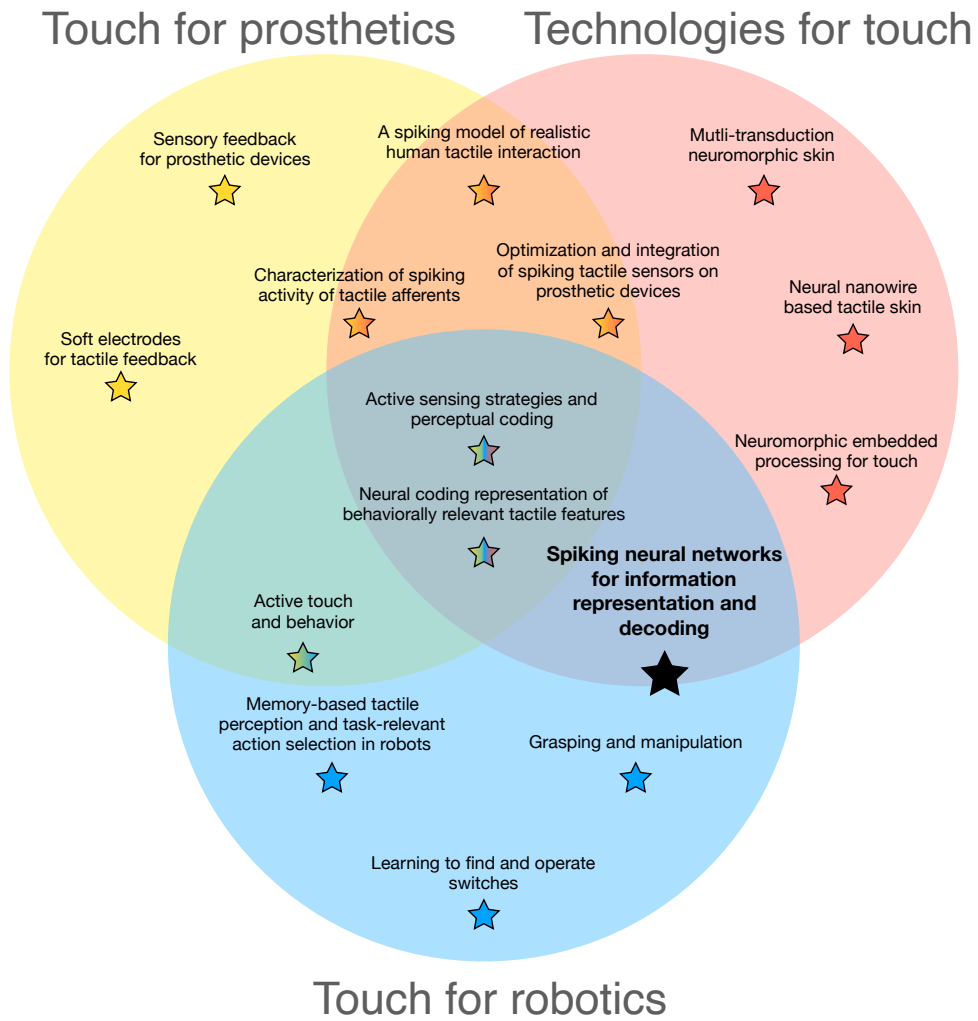 Touch for prosthetics
Technologies for touch
Sensory feedback
for prosthetic devices
A spiking model of realistic
human tactile interaction
Mutli-transduction
neuromorphic skin
Characterization of spiking
activity of tactile afferents
Optimization and integration
of spiking tactile sensors on
prosthetic devices
Neural nanowire
based tactile skin
Soft electrodes
for tactile feedback
Active sensing strategies and
perceptual coding
Neuromorphic embedded
processing for touch
Neural coding representation of
behaviorally relevant tactile features
Spiking neural networks
for information
representation and
decoding
Active touch
and behavior
Memory-based tactile
perception and task-relevant
action selection in robots
Grasping and manipulation
Learning to find and operate
switches
Touch for robotics